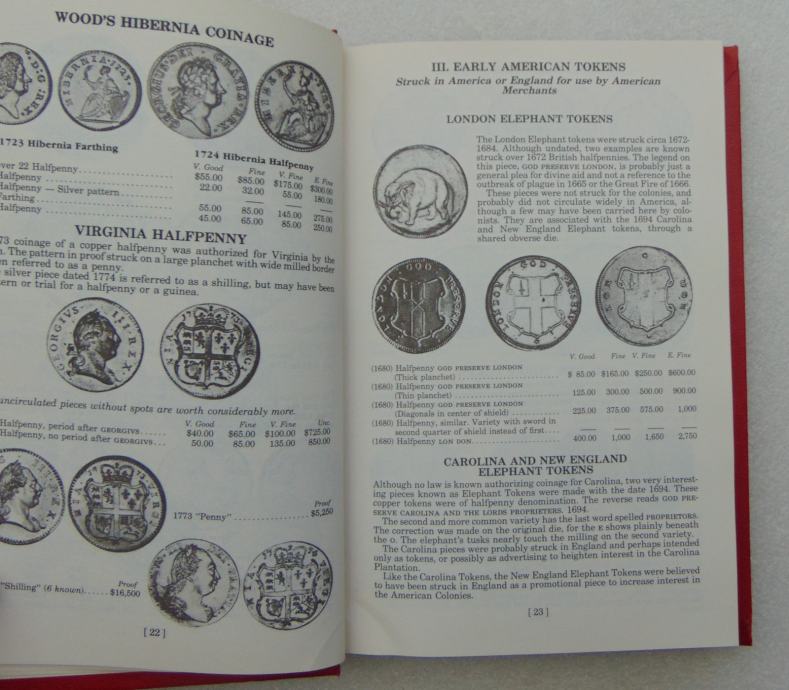 WOOD'S HIBERNIA COINAGE
1723 Hibernia Farthing
1724 Hibernia Halfpenny
V. Good Fine V. Fine E. Fine
ver 22 Halfpenny $55.00 $85.00 $175.00 $300.00
Halfpenny 22.00 32.00 55.00 180.00
Halfpenny — Silver pattern
Farthing 55.00 85.00 145.00 275.00
Halfpenny 45.00 65.00 85.00 250.00
VIRGINIA HALFPENNY
73 coinage of a copper halfpenny was authorized for Virginia by the
n. The pattern in proof struck on a large planchet with wide milled border
en referred to as a penny.
silver piece dated 1774 is referred to as a shilling, but may have been
tern or trial for a halfpenny or a guinea.
GEORGIVS III REX
uncirculated pieces without spots are worth considerably more.
V. Good Fine V. Fine Unc.
Halfpenny, period after GEORGIVS $40.00 $65.00 $100.00 $725.00
Halfpenny, no period after GEORGIVS 50.00 85.00 135.00 850.00
Proof
1773 "Penny" $5,250
Proof
"Shilling" (6 known) $16,500
[ 22 ]
III. EARLY AMERICAN TOKENS
Struck in America or England for use by American
Merchants
LONDON ELEPHANT TOKENS
The London Elephant tokens were struck circa 1672-
1684. Although undated, two examples are known
struck over 1672 British halfpennies. The legend on
this piece, GOD PRESERVE LONDON, is probably just a
general plea for divine aid and not a reference to the
outbreak of plague in 1665 or the Great Fire of 1666.
These pieces were not struck for the colonies, and
probably did not circulate widely in America, al-
though a few may have been carried here by colo-
nists. They are associated with the 1694 Carolina
and New England Elephant tokens, through a
shared obverse die.
V. Good Fine V. Fine E. Fine
(1680) Halfpenny GOD PRESERVE LONDON
(Thick planchet) $ 85.00 $165.00 $250.00 $600.00
(1680) Halfpenny GOD PRESERVE LONDON
(Thin planchet) 125.00 300.00 500.00 900.00
(1680) Halfpenny GOD PRESERVE LONDON
(Diagonals in center of shield) 225.00 375.00 575.00 1,000
(1680) Halfpenny, similar. Variety with sword in
second quarter of shield instead of first
(1680) Halfpenny LON DON 400.00 1,000 1,650 2,750
CAROLINA AND NEW ENGLAND
ELEPHANT TOKENS
Although no law is known authorizing coinage for Carolina, two very interest-
ing pieces known as Elephant Tokens were made with the date 1694. These
copper tokens were of halfpenny denomination. The reverse reads GOD PRE-
SERVE CAROLINA AND THE LORDS PROPRIETERS. 1694.
The second and more common variety has the last word spelled PROPRIETORS.
The correction was made on the original die, for the E shows plainly beneath
the O. The elephant's tusks nearly touch the milling on the second variety.
The Carolina pieces were probably struck in England and perhaps intended
only as tokens, or possibly as advertising to heighten interest in the Carolina
Plantation.
Like the Carolina Tokens, the New England Elephant Tokens were believed
to have been struck in England as a promotional piece to increase interest in
the American Colonies.
[ 23 ]